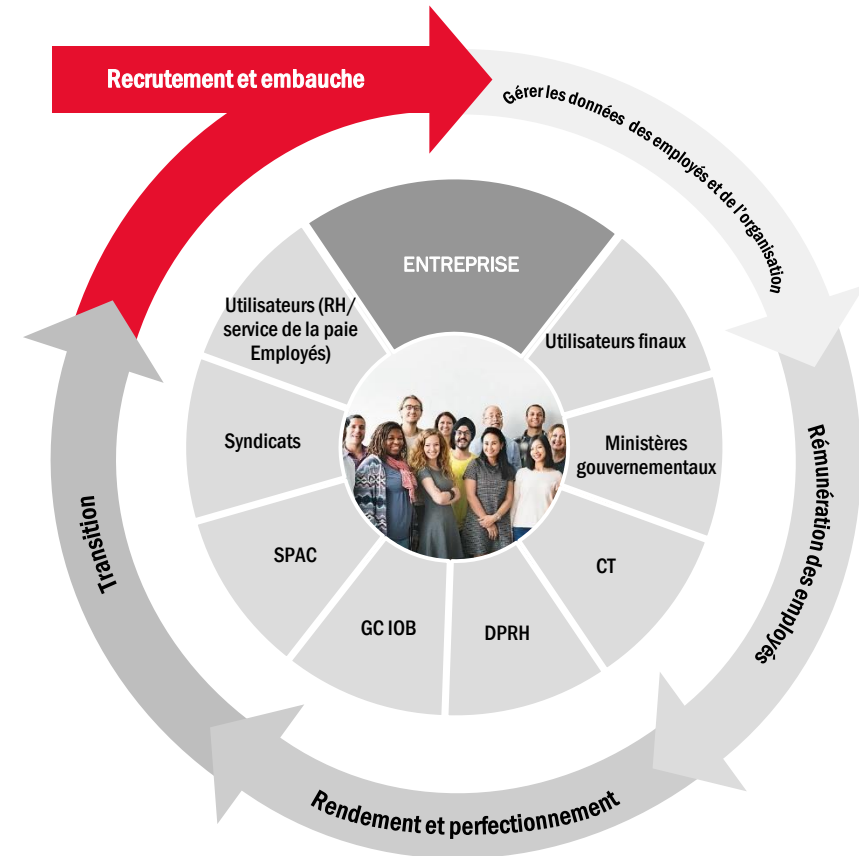 Recrutement et embauche
Gérer les données des employés et de l'organisation
Rémunération des employés
Rendement et perfectionnement
Transition
ENTREPRISE
Utilisateurs finaux
Ministères
gouvernementaux
CT
DPRH
GC IOB
SPAC
Syndicats
Utilisateurs (RH/
service de la paie
Employés)